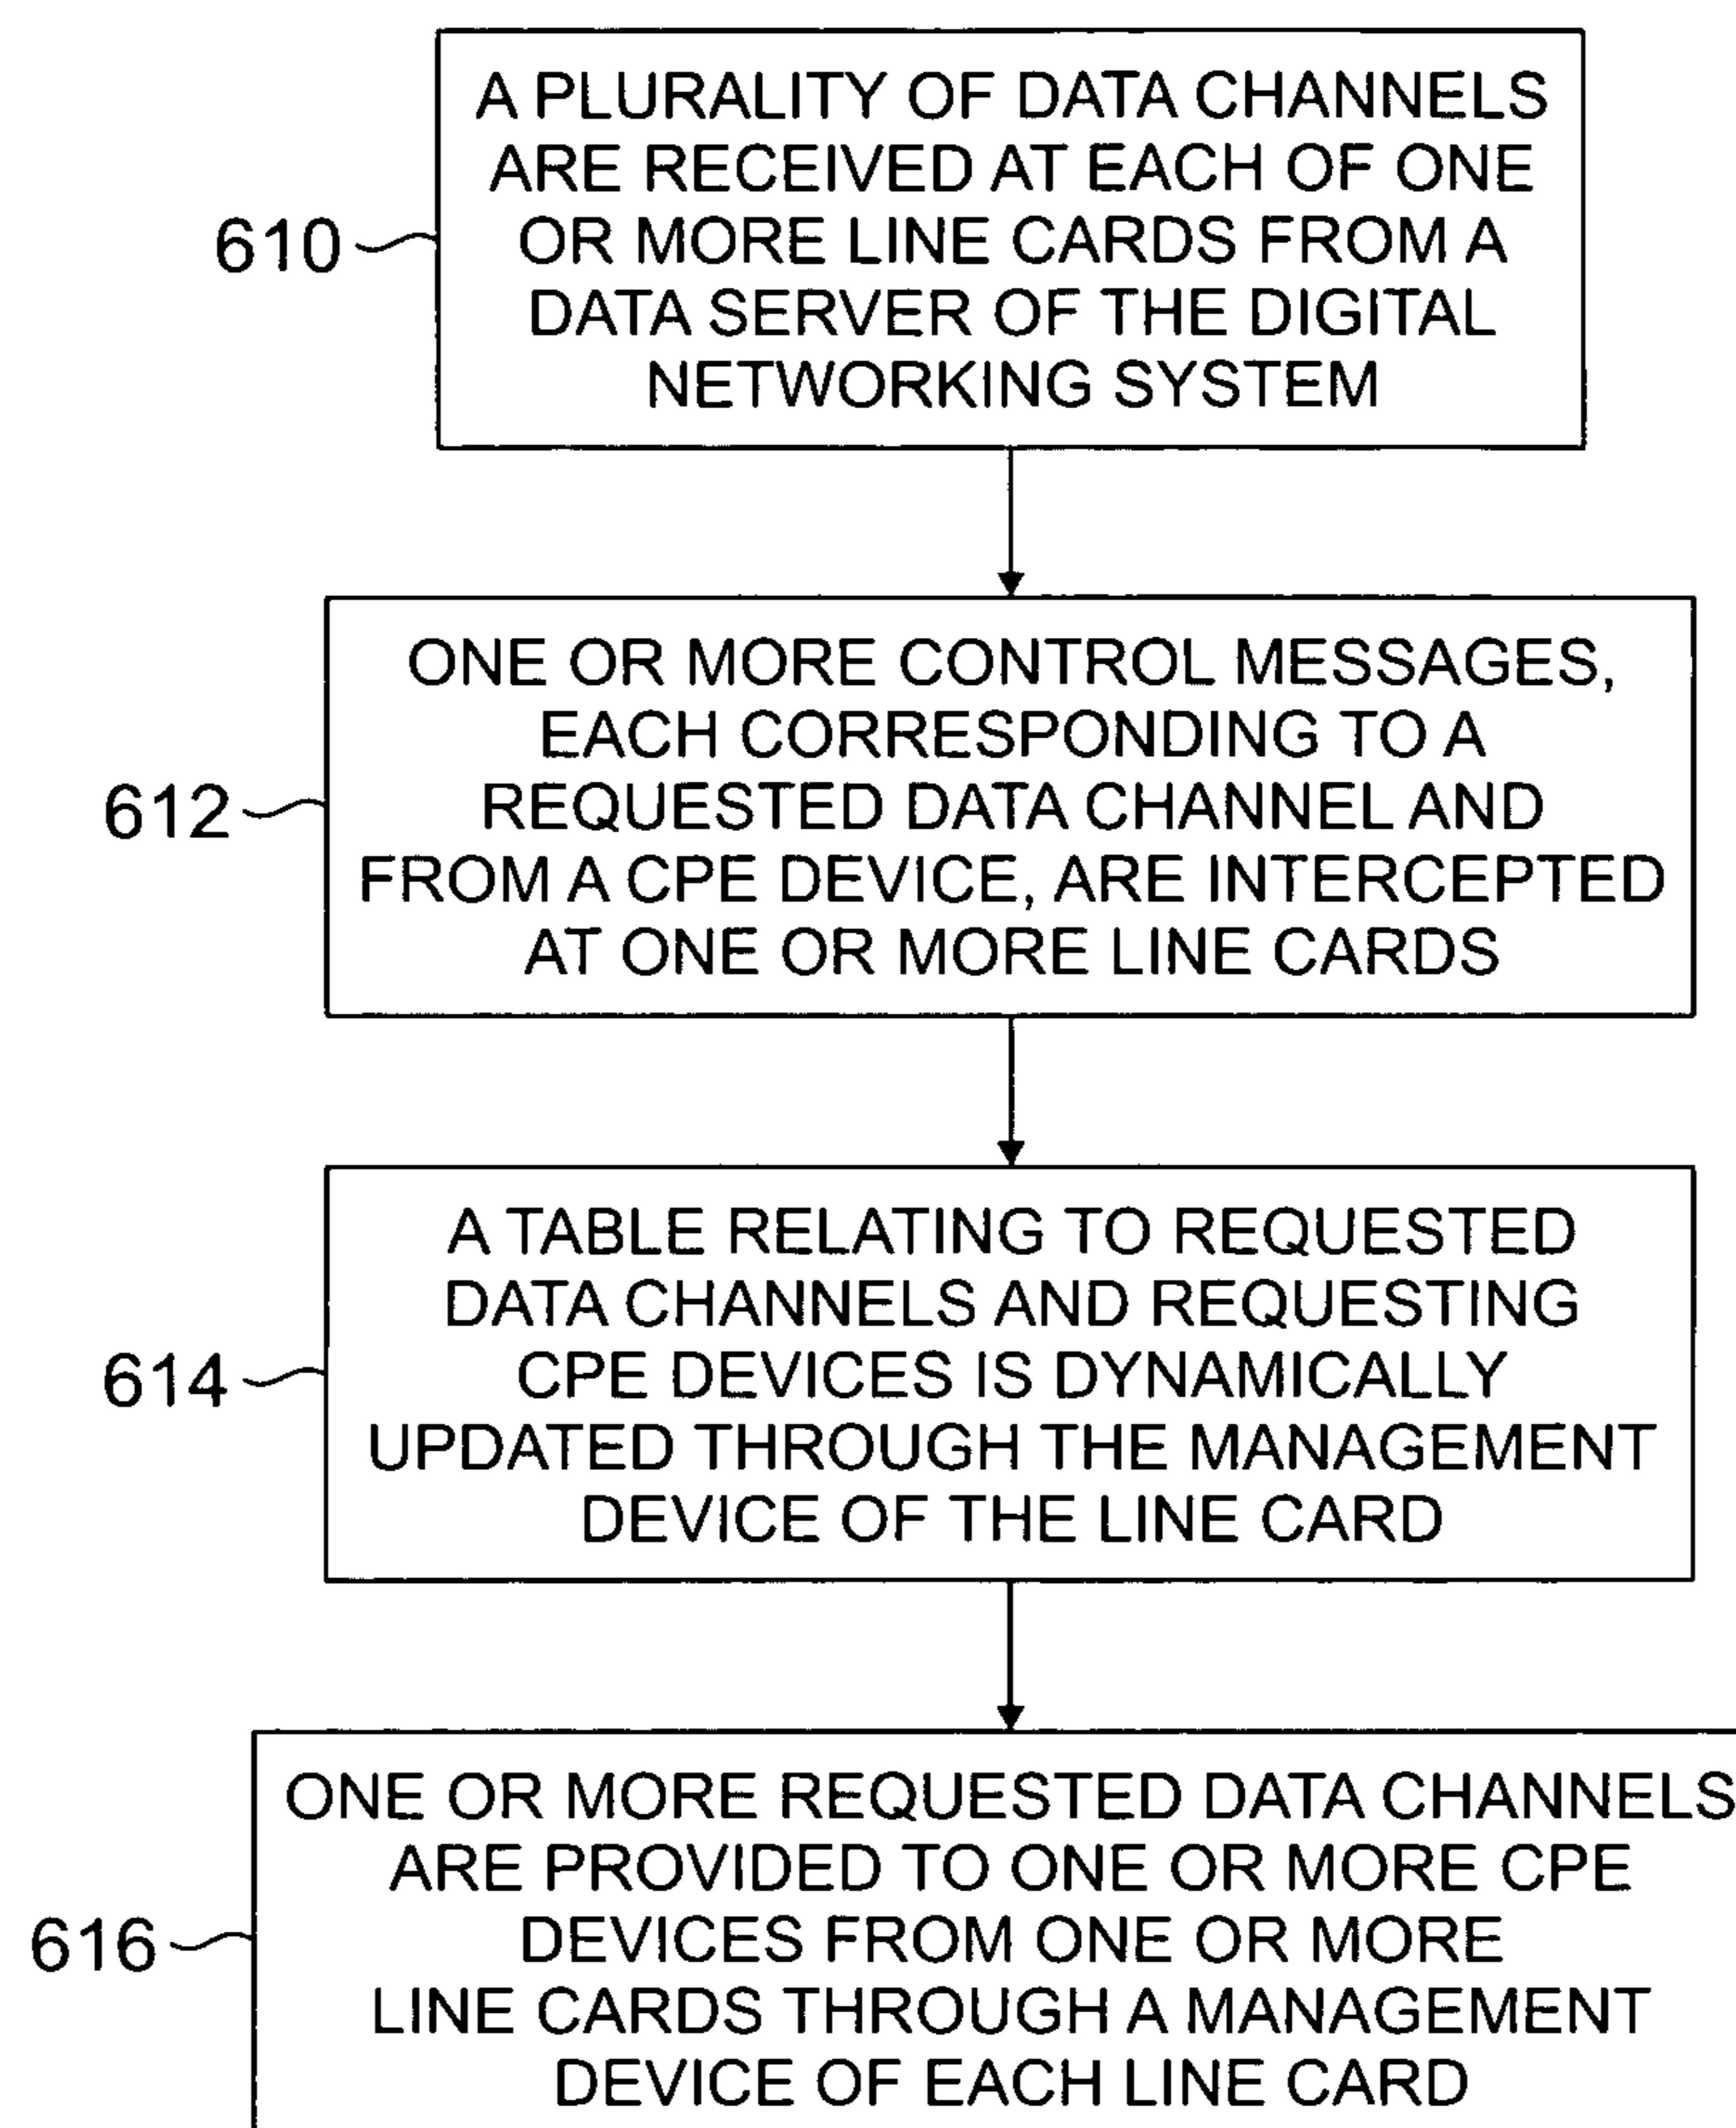 A PLURALITY OF DATA CHANNELS
ARE RECEIVED AT EACH OF ONE
OR MORE LINE CARDS FROM A
DATA SERVER OF THE DIGITAL
NETWORKING SYSTEM
610
ONE OR MORE CONTROL MESSAGES,
EACH CORRESPONDING TO A
REQUESTED DATA CHANNEL AND
FROM A CPE DEVICE, ARE INTERCEPTED
AT ONE OR MORE LINE CARDS
612
A TABLE RELATING TO REQUESTED
DATA CHANNELS AND REQUESTING
CPE DEVICES IS DYNAMICALLY
UPDATED THROUGH THE MANAGEMENT
DEVICE OF THE LINE CARD
614
ONE OR MORE REQUESTED DATA CHANNELS
ARE PROVIDED TO ONE OR MORE CPE
DEVICES FROM ONE OR MORE
LINE CARDS THROUGH A MANAGEMENT
DEVICE OF EACH LINE CARD
616